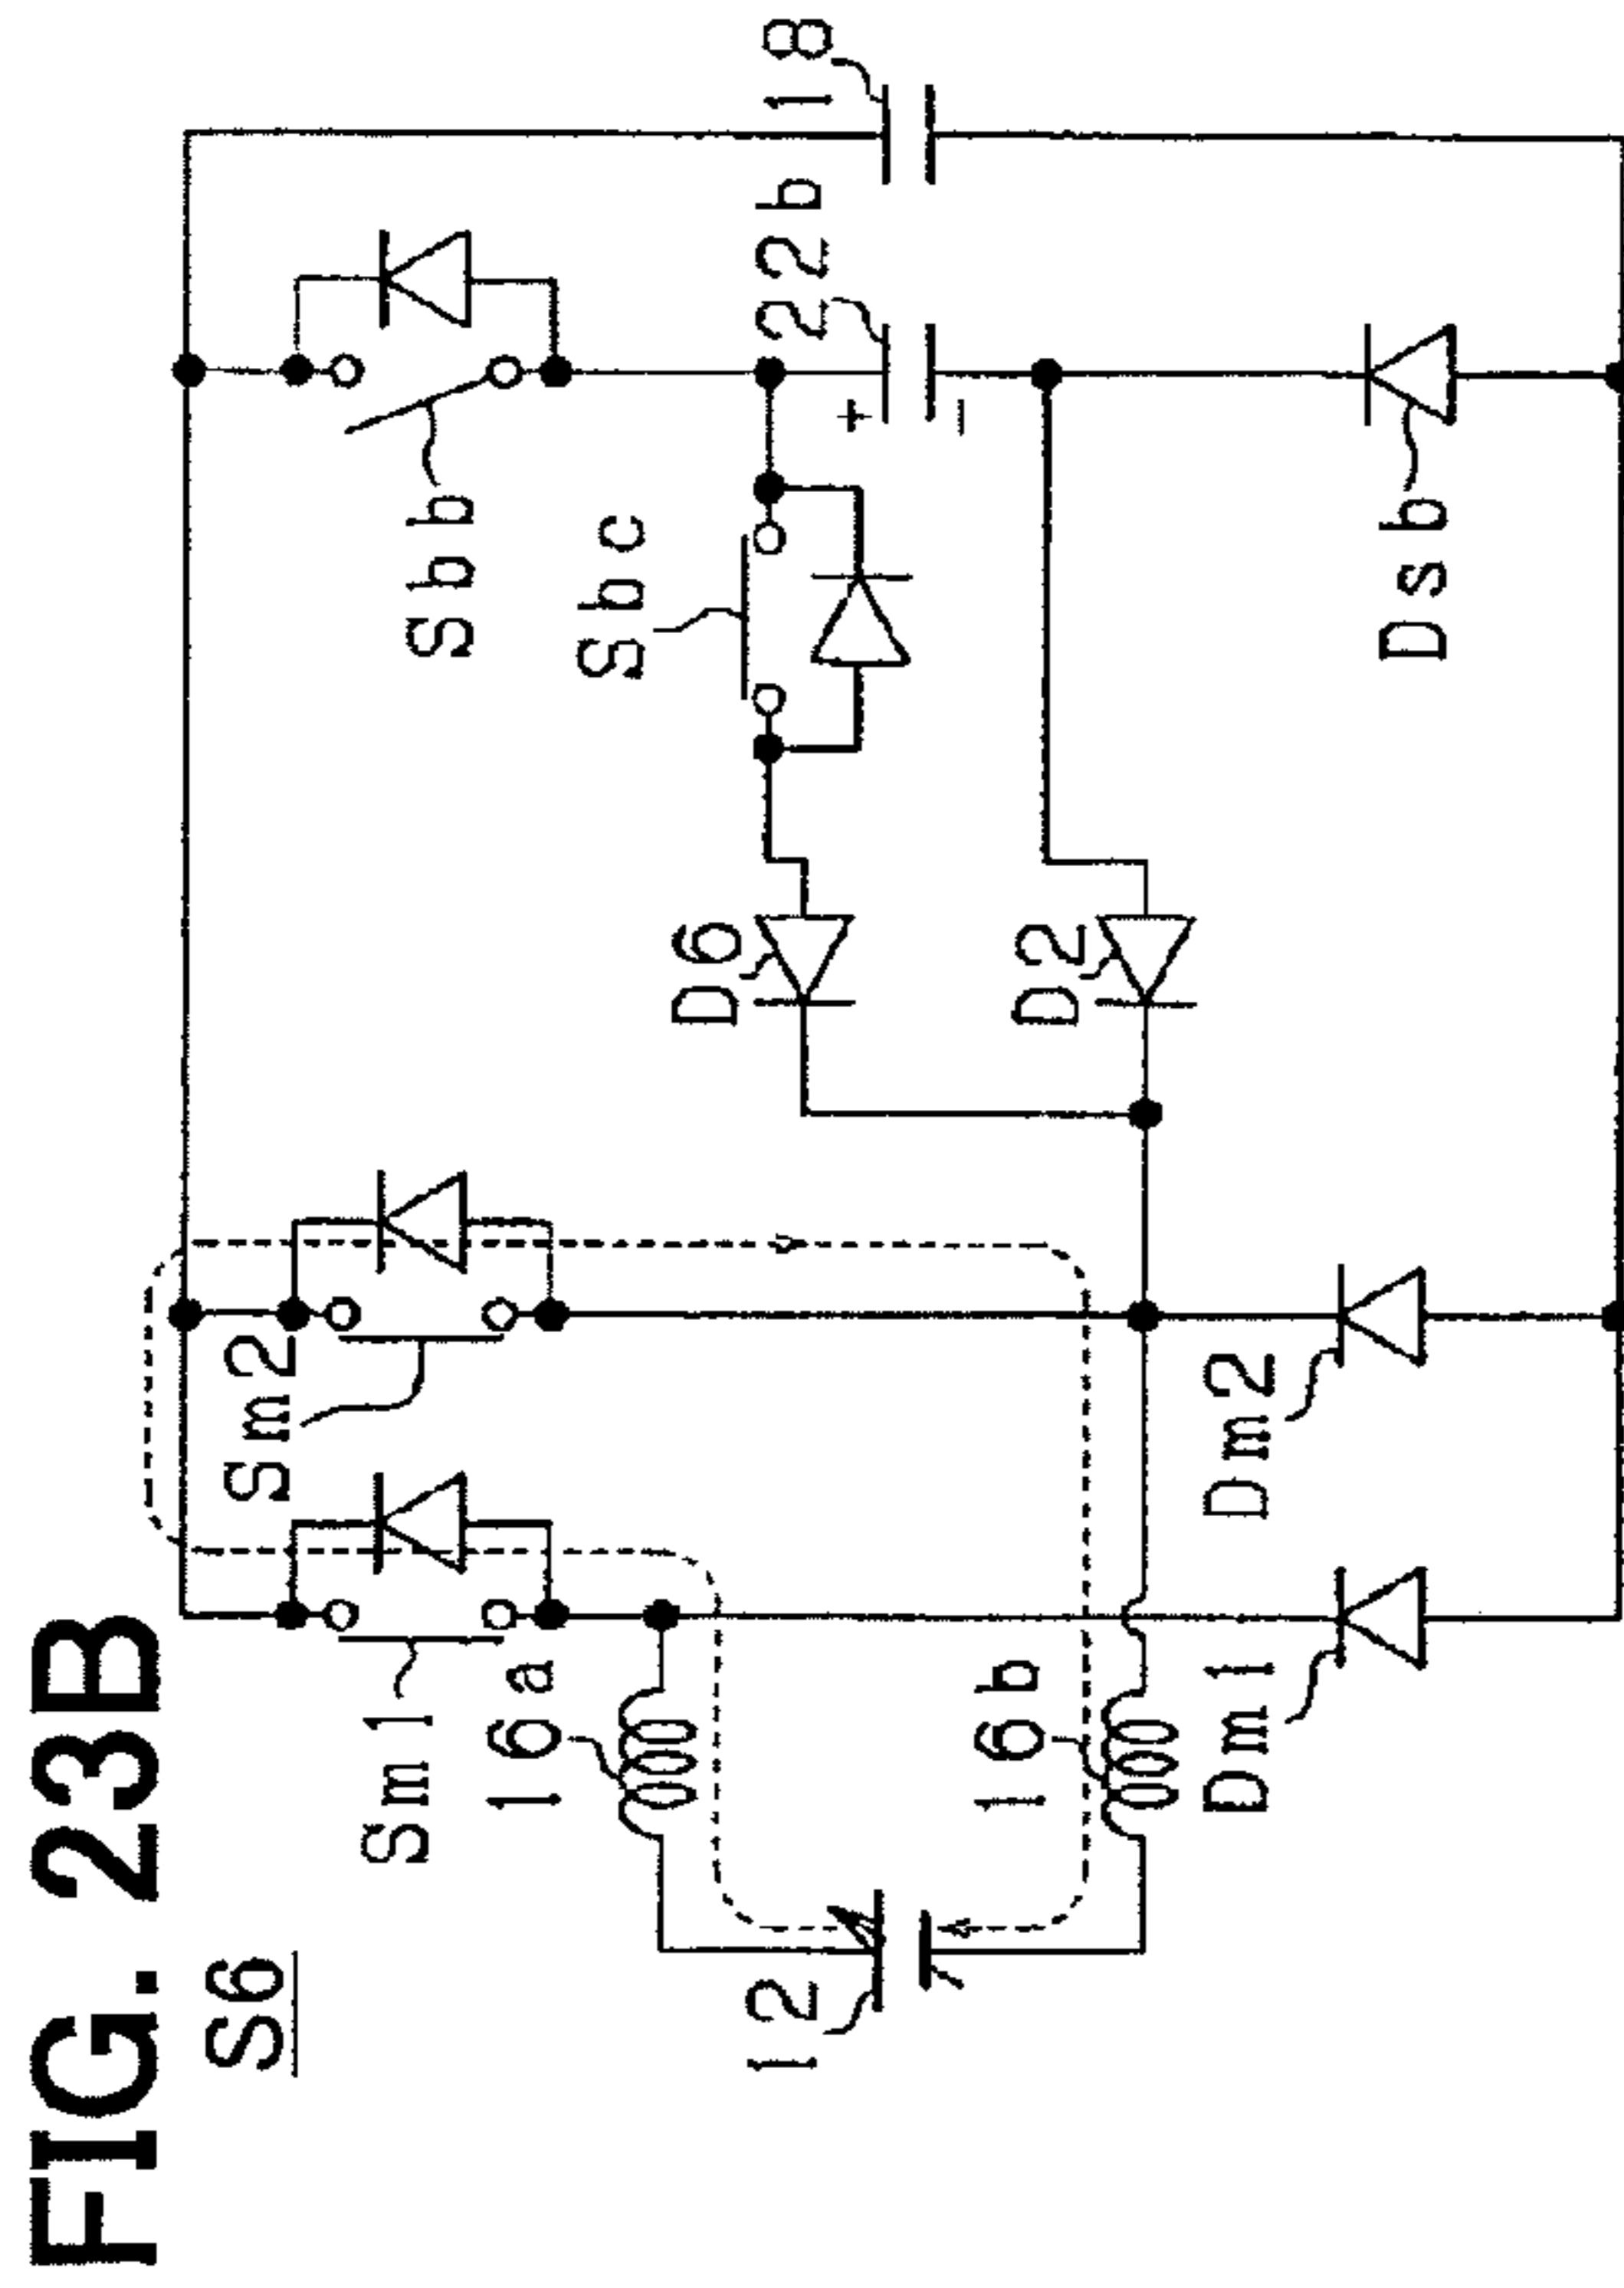 FIG. 23B
S6
Sm1
Sm2
Sbb
16a
D6
Sbc
22b
18
12
16b
D2
+
−
Dm1
Dm2
Dsb